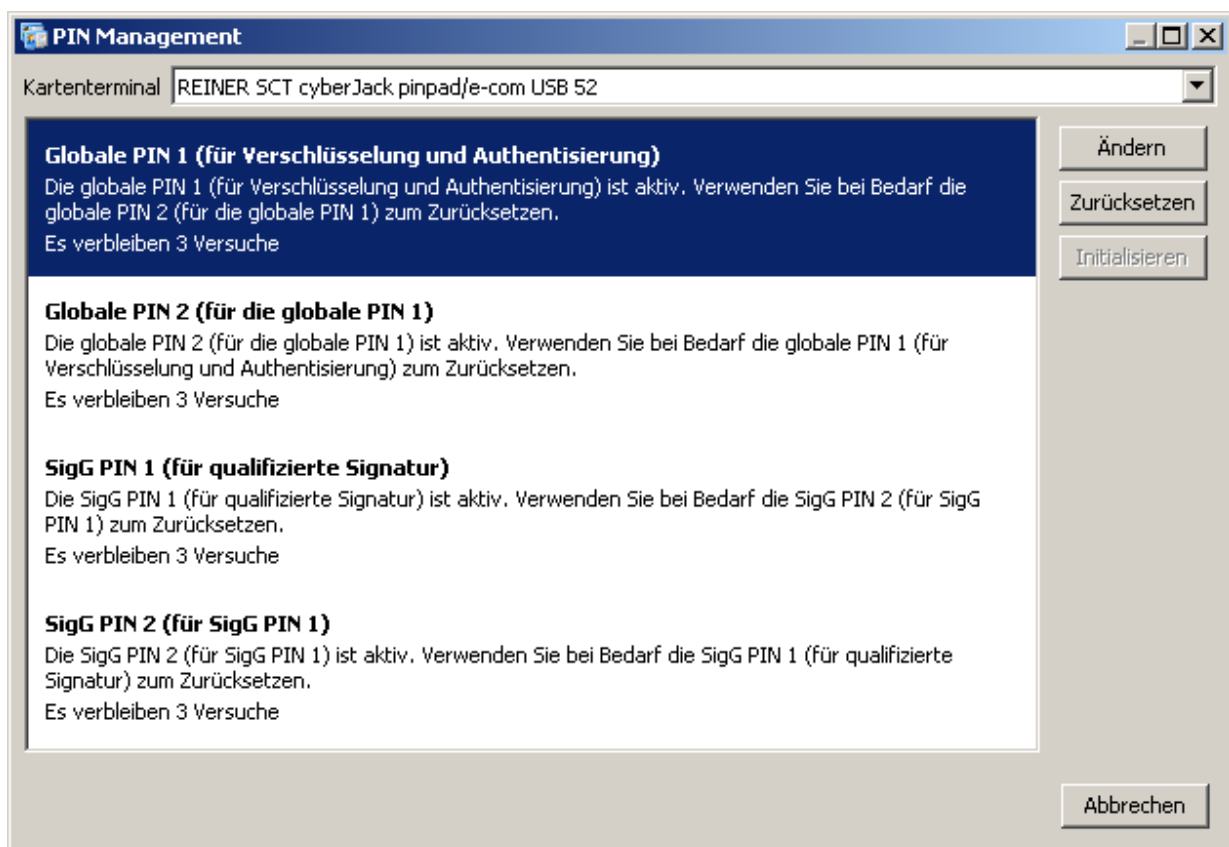 PIN Management
Kartenterminal REINER SCT cyberJack pinpad/e-com USB 52
Globale PIN 1 (für Verschlüsselung und Authentisierung)
Die globale PIN 1 (für Verschlüsselung und Authentisierung) ist aktiv. Verwenden Sie bei Bedarf die
globale PIN 2 (für die globale PIN 1) zum Zurücksetzen.
Es verbleiben 3 Versuche
Globale PIN 2 (für die globale PIN 1)
Die globale PIN 2 (für die globale PIN 1) ist aktiv. Verwenden Sie bei Bedarf die globale PIN 1 (für
Verschlüsselung und Authentisierung) zum Zurücksetzen.
Es verbleiben 3 Versuche
SigG PIN 1 (für qualifizierte Signatur)
Die SigG PIN 1 (für qualifizierte Signatur) ist aktiv. Verwenden Sie bei Bedarf die SigG PIN 2 (für SigG
PIN 1) zum Zurücksetzen.
Es verbleiben 3 Versuche
SigG PIN 2 (für SigG PIN 1)
Die SigG PIN 2 (für SigG PIN 1) ist aktiv. Verwenden Sie bei Bedarf die SigG PIN 1 (für qualifizierte
Signatur) zum Zurücksetzen.
Es verbleiben 3 Versuche
Ändern
Zurücksetzen
Initialisieren
Abbrechen